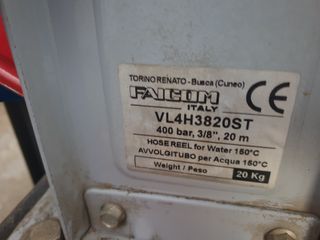 TORINO RENATO - Busca (Cuneo)
FAICOM
ITALY
CE
VL4H3820ST
400 bar, 3/8", 20 m
HOSE REEL for Water 150°C
AVVOLGITUBO per Acqua 150°C
Weight / Peso
20 Kg